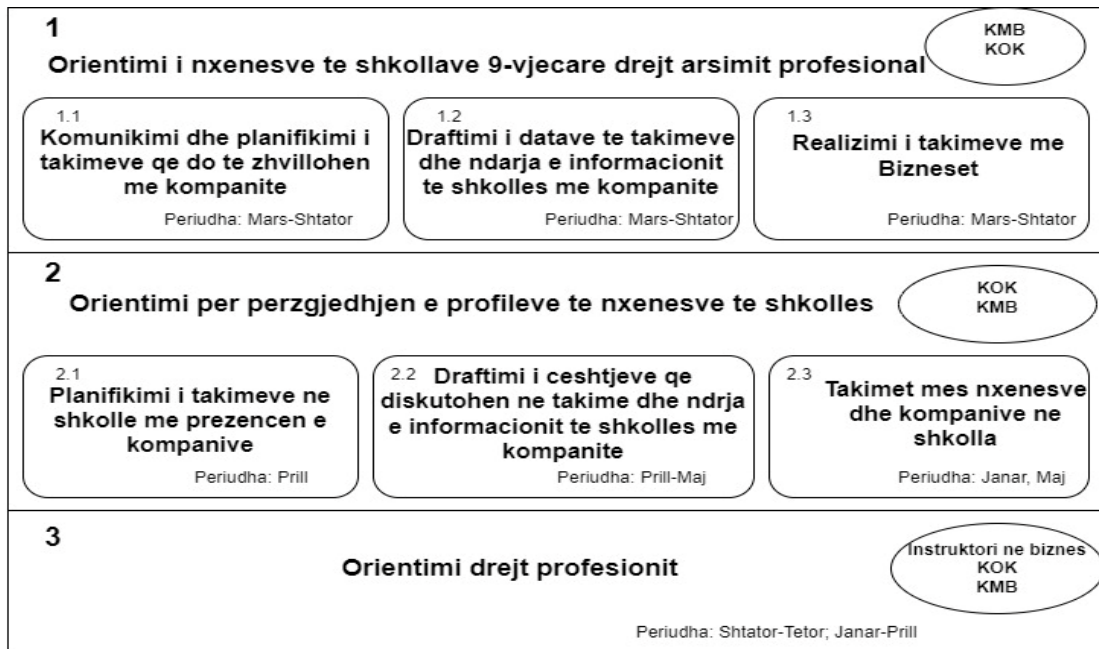 1
KMB
KOK
Orientimi i nxenesve te shkollave 9-vjecare drejt arsimit profesional
1.1
Komunikimi dhe planifikimi i
takimeve qe do te zhvillohen
me kompanite
Periudha: Mars-Shtator
1.2
Draftimi i datave te takimeve
dhe ndarja e informacionit
te shkolles me kompanite
Periudha: Mars-Shtator
1.3
Realizimi i takimeve me
Bizneset
Periudha: Mars-Shtator
2
KOK
KMB
Orientimi per perzgjedhjen e profileve te nxenesve te shkolles
2.1
Planifikimi i takimeve ne
shkolle me prezencen e
kompanive
Periudha: Prill
2.2
Draftimi i ceshtjeve qe
diskutohen ne takime dhe ndrja
e informacionit te shkolles me
kompanite
Periudha: Prill-Maj
2.3
Takimet mes nxenesve
dhe kompanive ne
shkolla
Periudha: Janar, Maj
3
Instruktori ne biznes
KOK
KMB
Orientimi drejt profesionit
Periudha: Shtator-Tetor; Janar-Prill